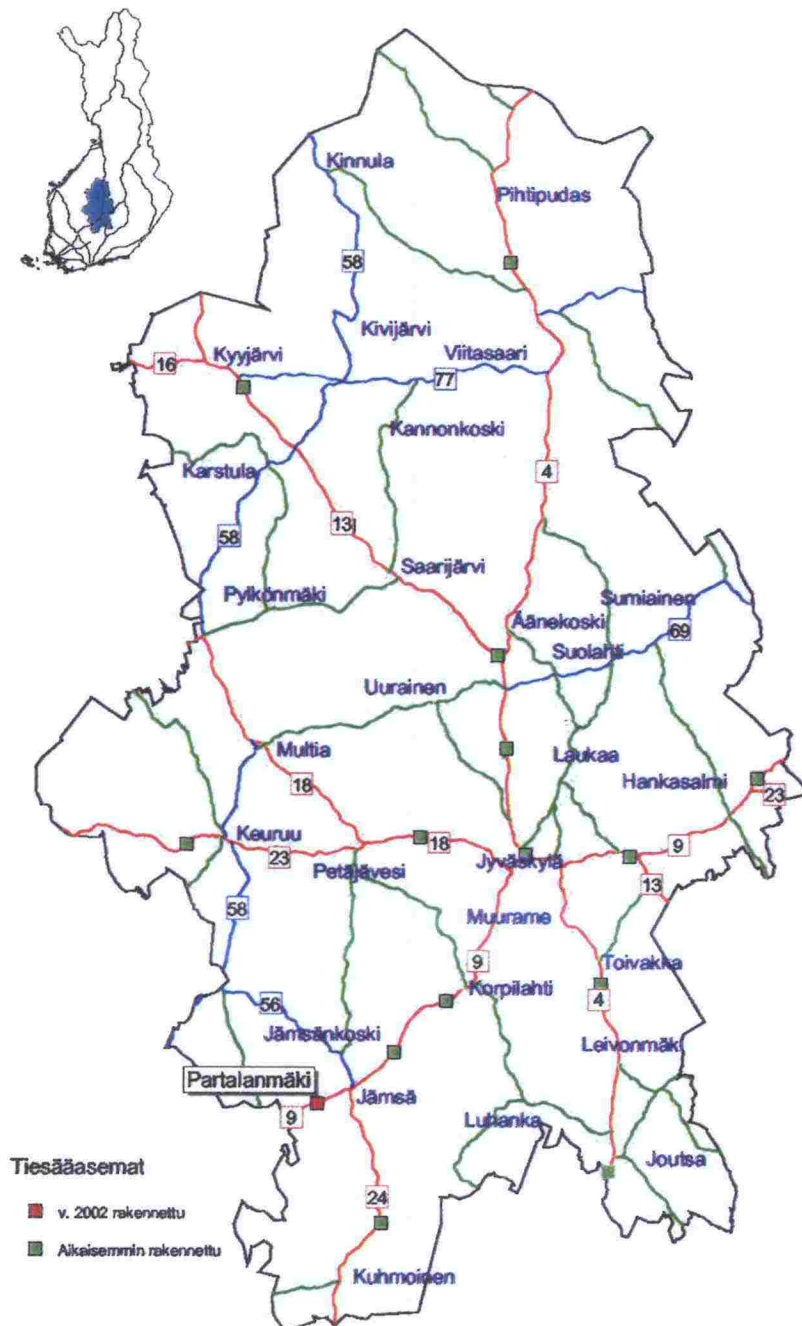 Kinnula
Pihtipudas
58
Kivijärvi
Viitasaari
16
Kyyjärvi
77
Kannonkoski
Karstula
4
58
13
Saarijärvi
Pylkönmäki
Sumiainen
Äänekoski
69
Suolahti
Uurainen
Multia
Laukaa
Hankasalmi
18
23
Keuruu
18
9
23
Petäjävesi
Jyväskylä
13
58
Muurame
9
Toivakka
Korpilahti
56
4
Jämsänkoski
Leivonmäki
Partalanmäki
Jämsä
9
Luhanka
Joutsa
Tiesääasemat
24
v. 2002 rakennettu
Aikaisemmin rakennettu
Kuhmoinen